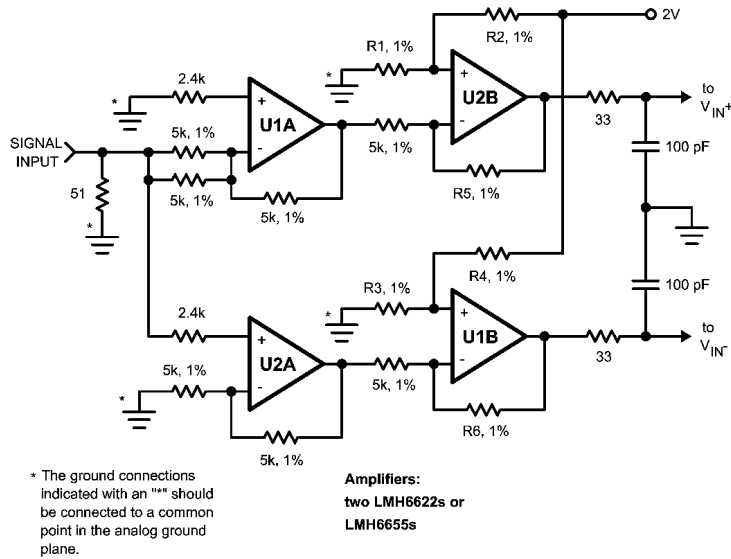 2V
R2, 1%
R1, 1%
*
2.4k
*
+
U1A
-
+
U2B
-
to
VIN+
33
SIGNAL
INPUT
5k, 1%
5k, 1%
100 pF
51
5k, 1%
R5, 1%
5k, 1%
*
R4, 1%
R3, 1%
100 pF
*
2.4k
+
U2A
-
+
U1B
-
to
VIN-
33
5k, 1%
5k, 1%
*
R6, 1%
5k, 1%
* The ground connections
indicated with an "*" should
be connected to a common
point in the analog ground
plane.
Amplifiers:
two LMH6622s or
LMH6655s